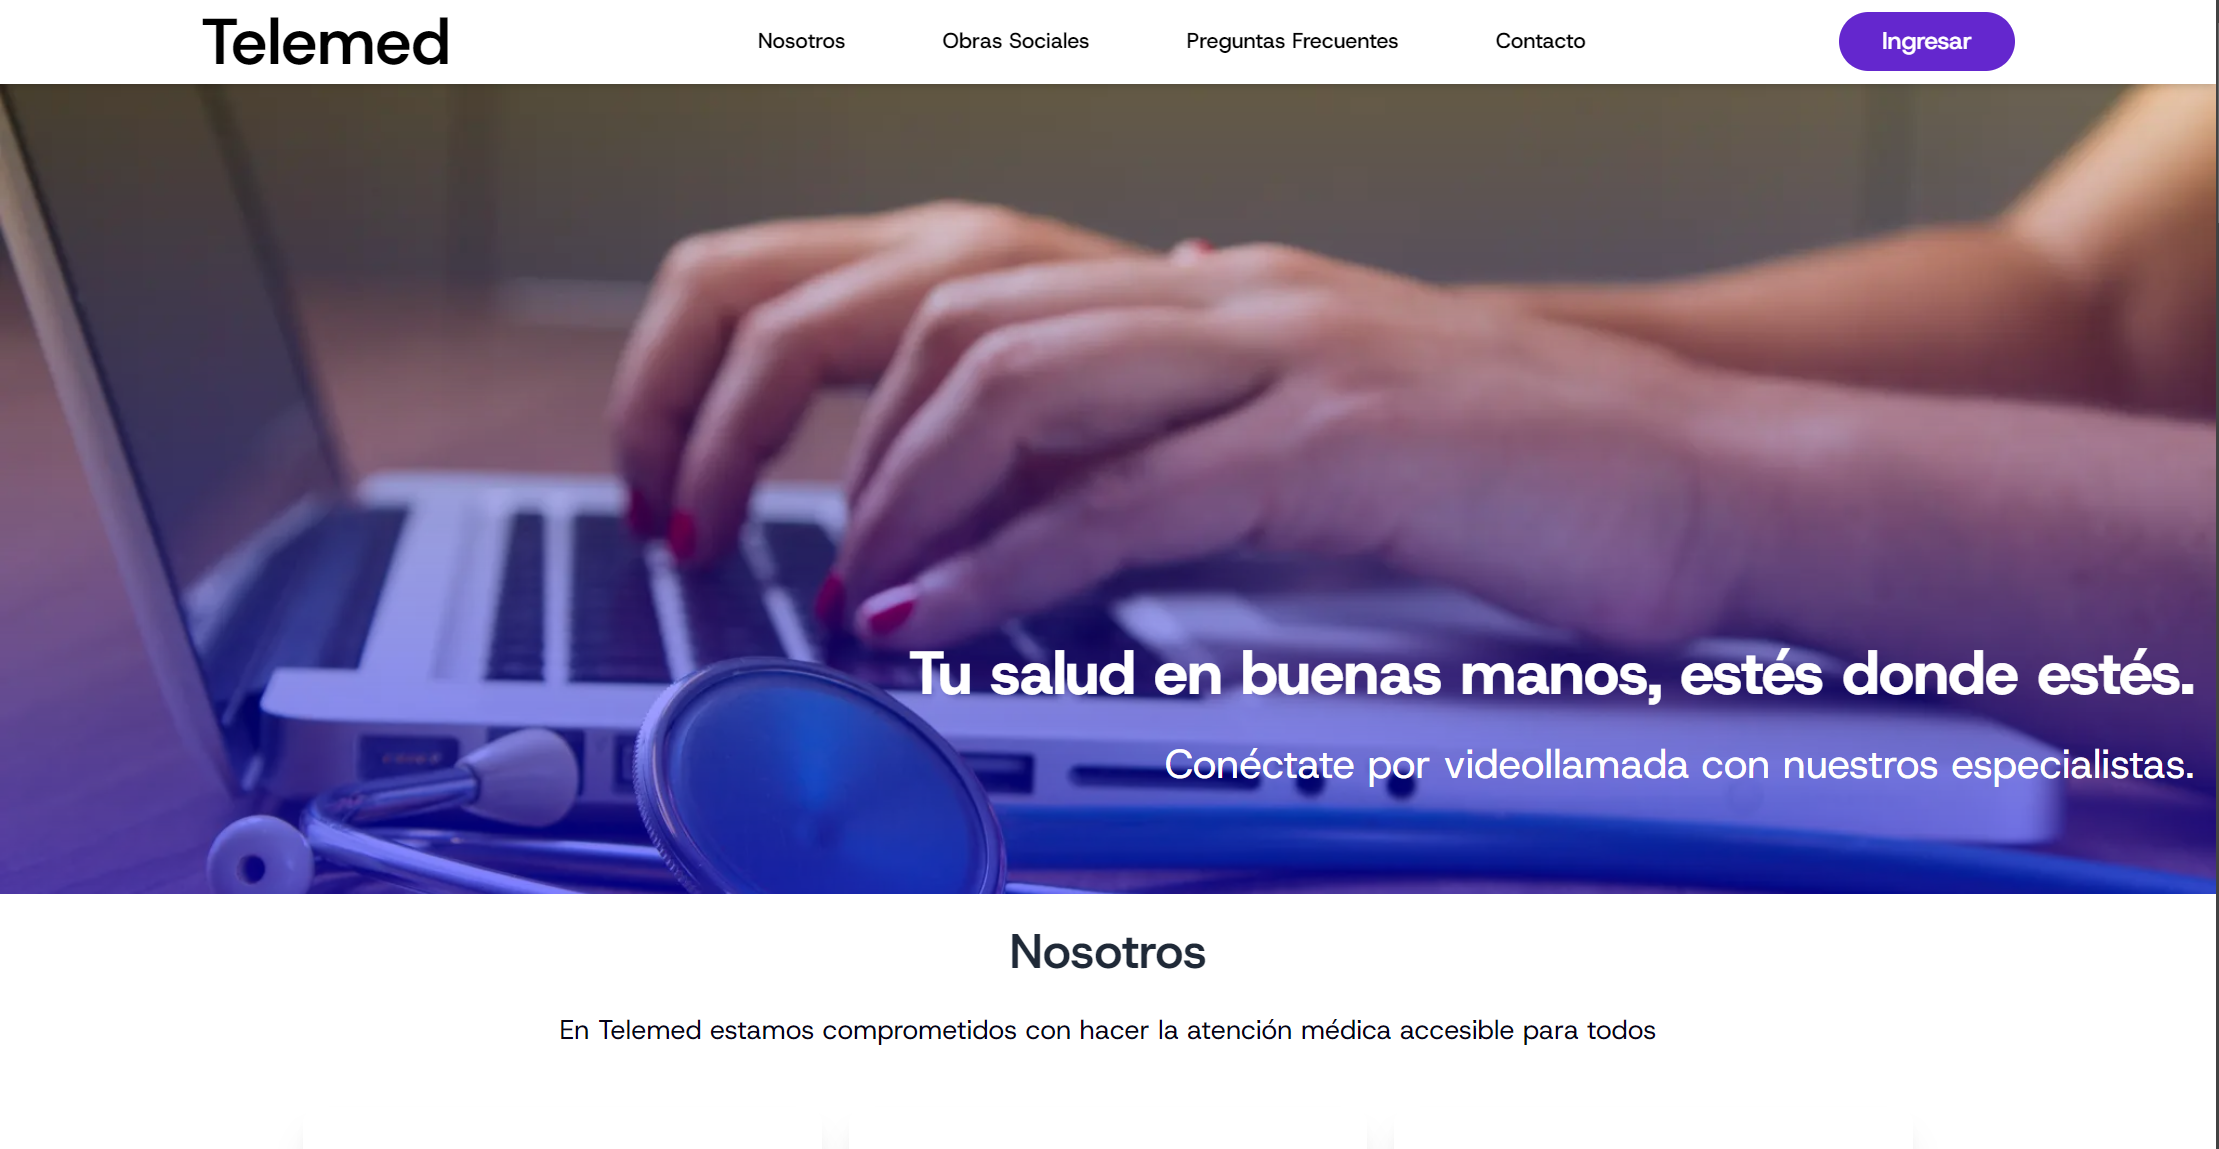 Telemed
Nosotros
Obras Sociales
Preguntas Frecuentes
Contacto
Ingresar
Tu salud en buenas manos, estés donde estés.
Conéctate por videollamada con nuestros especialistas.
Nosotros
En Telemed estamos comprometidos con hacer la atención médica accesible para todos